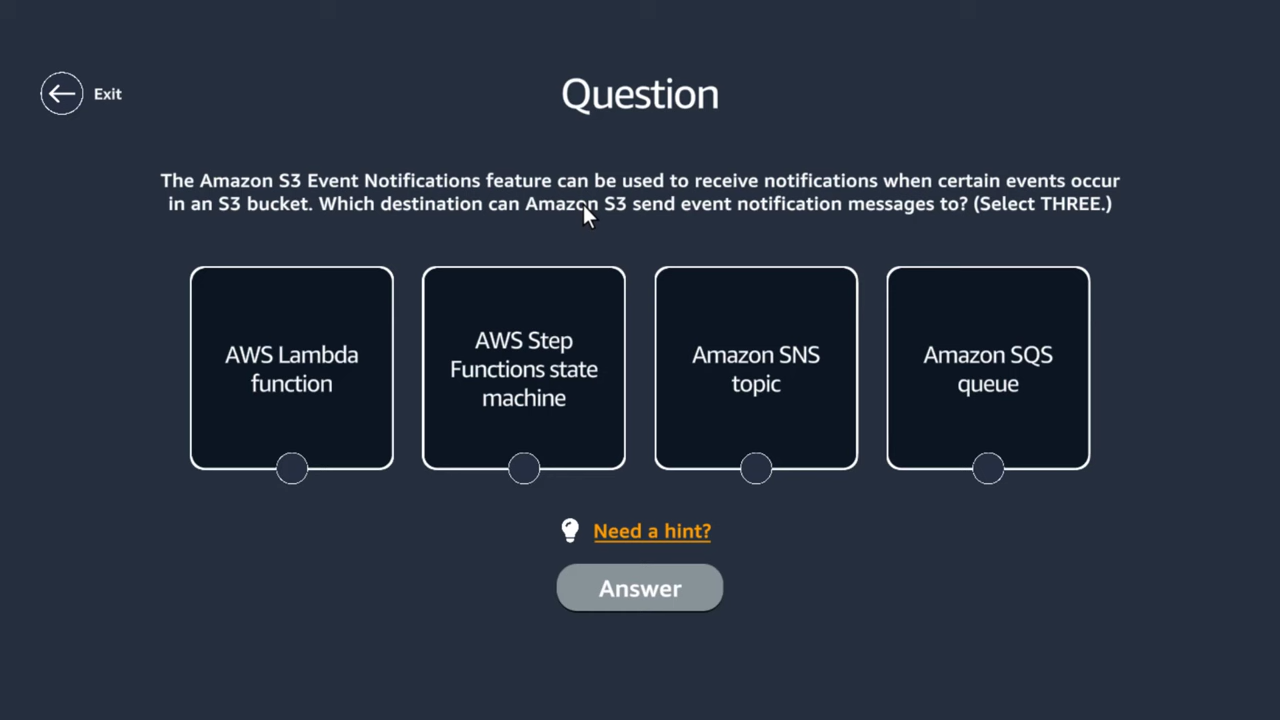 Exit
Question
The Amazon S3 Event Notifications feature can be used to receive notifications when certain events occur
in an S3 bucket. Which destination can Amazon S3 send event notification messages to? (Select THREE.)
AWS Lambda
function
AWS Step
Functions state
machine
Amazon SNS
topic
Amazon SQS
queue
Need a hint?
Answer